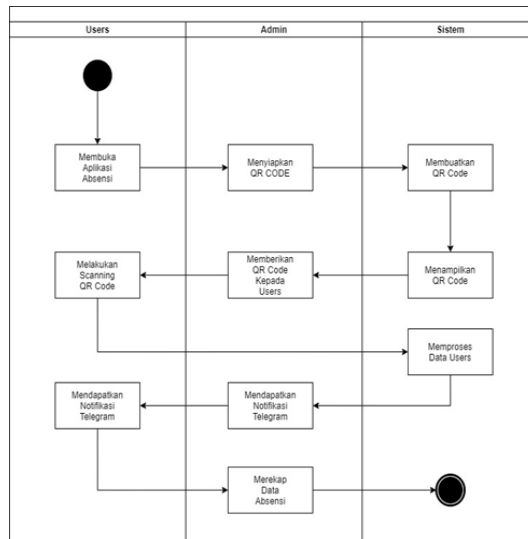 Users
Admin
Sistem
Membuka
Aplikasi
Absensi
Menyiapkan
QR CODE
Membuatkan
QR Code
Melakukan
Scanning
QR Code
Memberikan
QR Code
Kepada
Users
Menampilkan
QR Code
Memproses
Data Users
Mendapatkan
Notifikasi
Telegram
Mendapatkan
Notifikasi
Telegram
Merekap
Data
Absensi